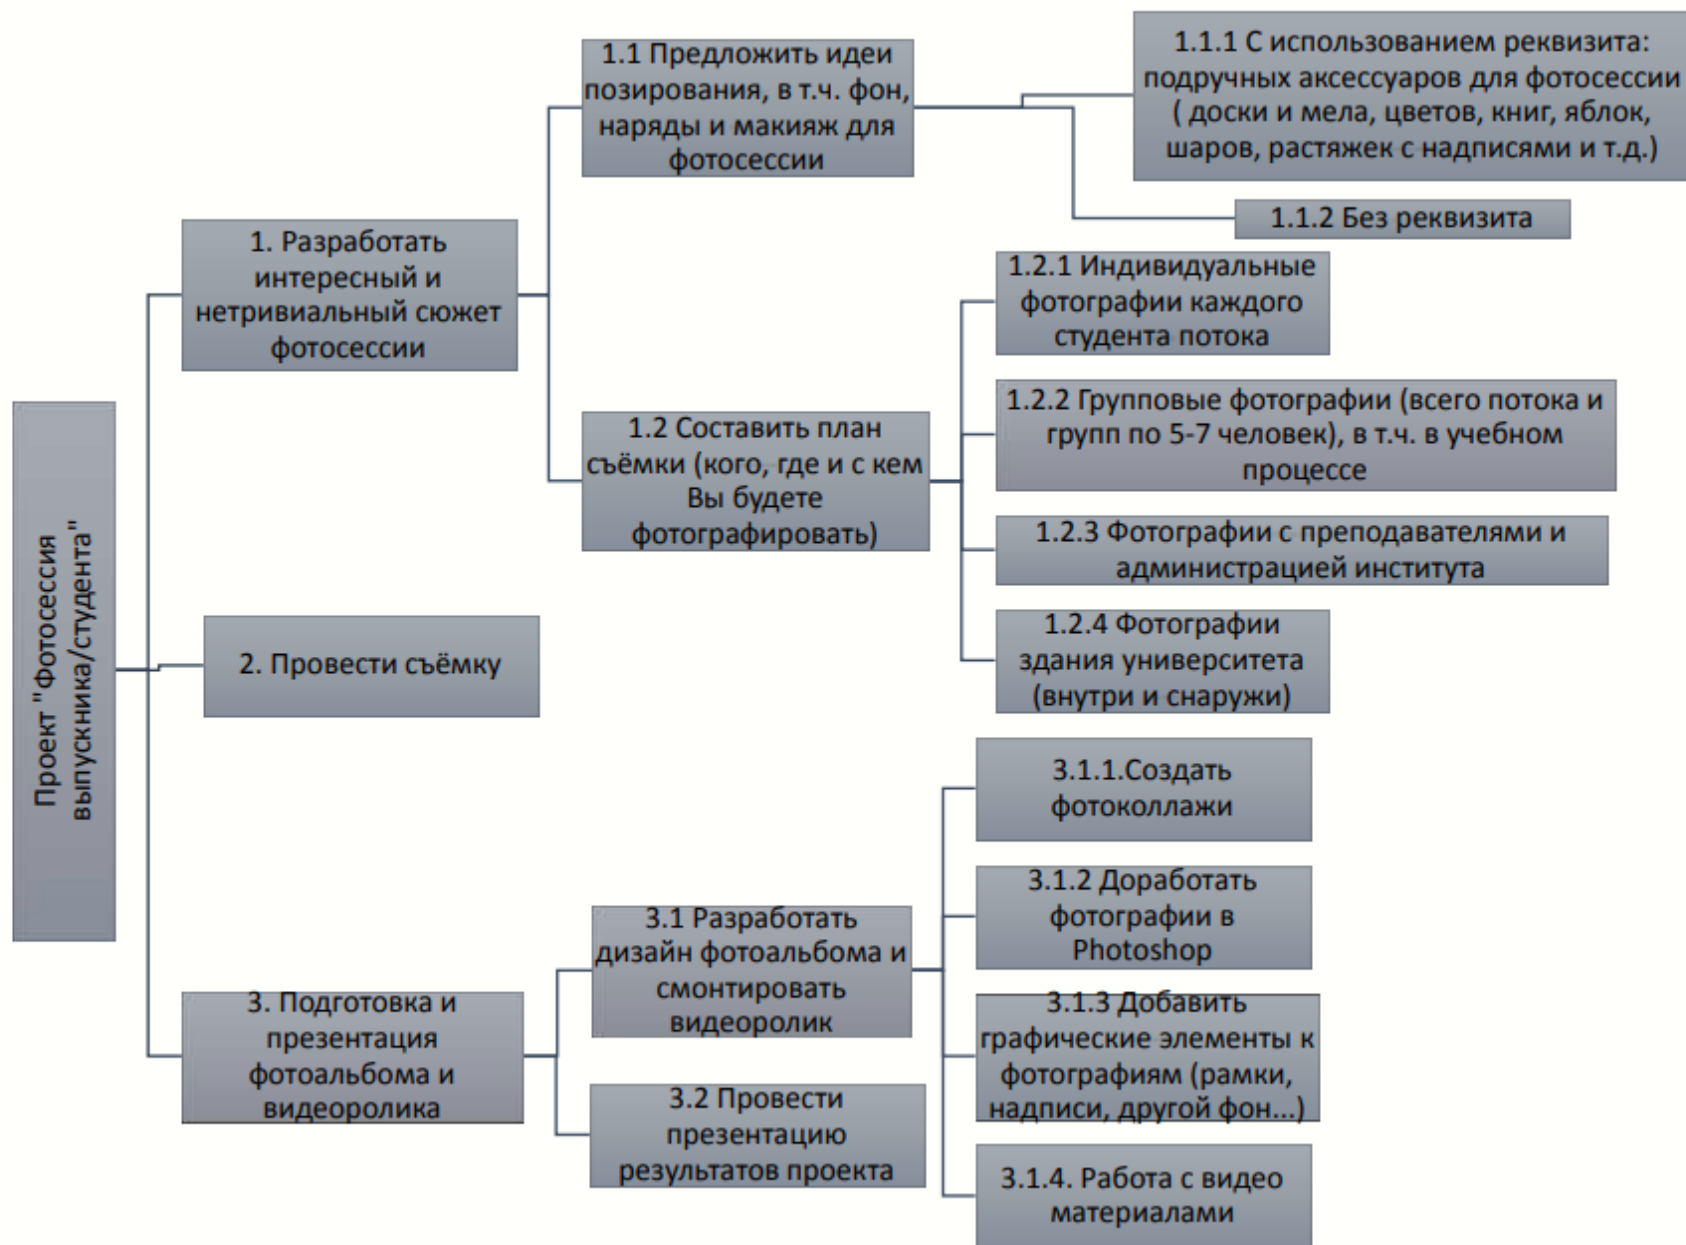 Проект "Фотосессия
выпускника/студента"
1. Разработать
интересный и
нетривиальный сюжет
фотосессии
1.1 Предложить идеи
позирования, в т.ч. фон,
наряды и макияж для
фотосессии
1.1.1 С использованием реквизита:
подручных аксессуаров для фотосессии
( доски и мела, цветов, книг, яблок,
шаров, растяжек с надписями и т.д.)
1.1.2 Без реквизита
1.2 Составить план
съёмки (кого, где и с кем
Вы будете
фотографировать)
1.2.1 Индивидуальные
фотографии каждого
студента потока
1.2.2 Групповые фотографии (всего потока и
групп по 5-7 человек), в т.ч. в учебном
процессе
1.2.3 Фотографии с преподавателями и
администрацией института
1.2.4 Фотографии
здания университета
(внутри и снаружи)
2. Провести съёмку
3. Подготовка и
презентация
фотоальбома и
видеоролика
3.1 Разработать
дизайн фотоальбома и
смонтировать
видеоролик
3.1.1.Создать
фотоколлажи
3.1.2 Доработать
фотографии в
Photoshop
3.1.3 Добавить
графические элементы к
фотографиям (рамки,
надписи, другой фон...)
3.1.4. Работа с видео
материалами
3.2 Провести
презентацию
результатов проекта